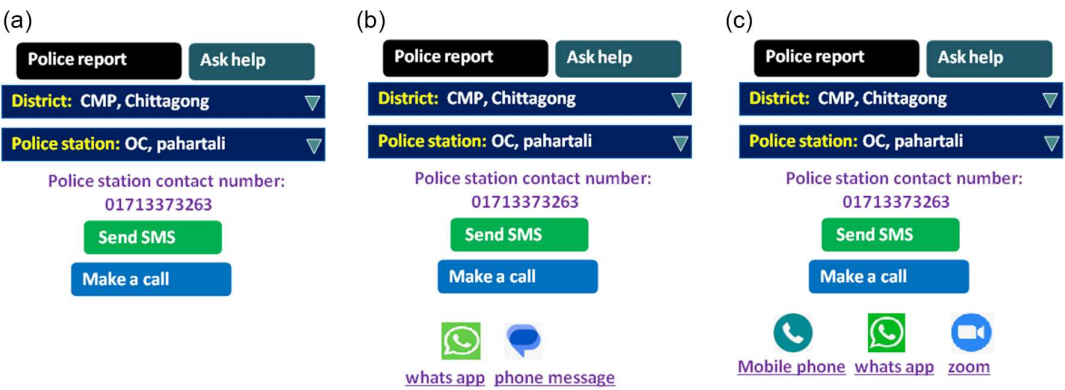 (a)
Police report Ask help
District: CMP, Chittagong
Police station: OC, pahartali
Police station contact number:
01713373263
Send SMS
Make a call
(b)
Police report Ask help
District: CMP, Chittagong
Police station: OC, pahartali
Police station contact number:
01713373263
Send SMS
Make a call
whats app phone message
(c)
Police report Ask help
District: CMP, Chittagong
Police station: OC, pahartali
Police station contact number:
01713373263
Send SMS
Make a call
Mobile phone whats app zoom